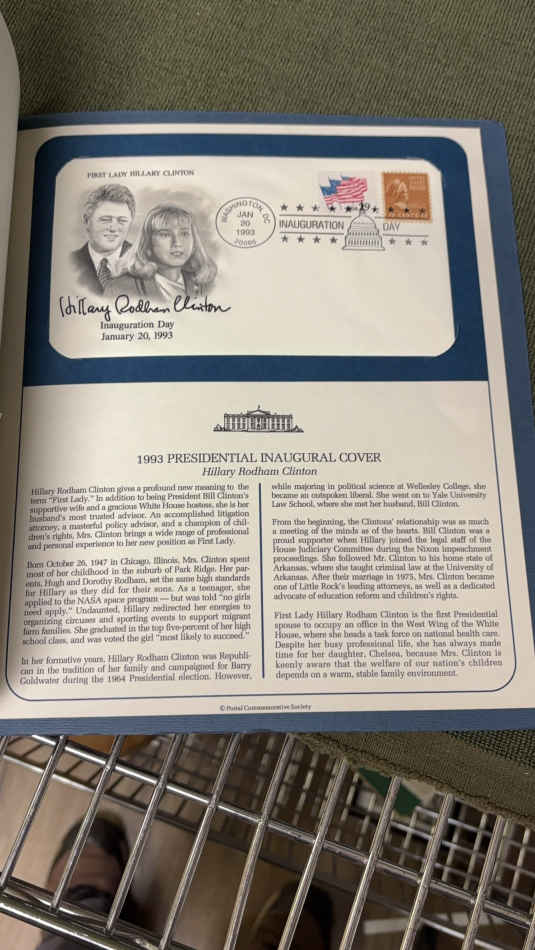 FIRST LADY HILLARY CLINTON
WASHINGTON, DC
JAN
20
1993
20066
INAUGURATION DAY
Hillary Rodham Clinton
Inauguration Day
January 20, 1993
1993 PRESIDENTIAL INAUGURAL COVER
Hillary Rodham Clinton
Hillary Rodham Clinton gives a profound new meaning to the
term "First Lady." In addition to being President Bill Clinton's
supportive wife and a gracious White House hostess, she is her
husband's most trusted advisor. An accomplished litigation
attorney, a masterful policy advisor, and a champion of chil-
dren's rights, Mrs. Clinton brings a wide range of professional
and personal experience to her new position as First Lady.
Born October 26, 1947 in Chicago, Illinois, Mrs. Clinton spent
most of her childhood in the suburb of Park Ridge. Her par-
ents, Hugh and Dorothy Rodham, set the same high standards
for Hillary as they did for their sons. As a teenager, she
applied to the NASA space program — but was told "no girls
need apply." Undaunted, Hillary redirected her energies to
organizing circuses and sporting events to support migrant
farm families. She graduated in the top five-percent of her high
school class, and was voted the girl "most likely to succeed."
In her formative years, Hillary Rodham Clinton was Republi-
can in the tradition of her family and campaigned for Barry
Goldwater during the 1964 Presidential election. However,
while majoring in political science at Wellesley College, she
became an outspoken liberal. She went on to Yale University
Law School, where she met her husband, Bill Clinton.
From the beginning, the Clintons' relationship was as much
a meeting of the minds as of the hearts. Bill Clinton was a
proud supporter when Hillary joined the legal staff of the
House Judiciary Committee during the Nixon impeachment
proceedings. She followed Mr. Clinton to his home state of
Arkansas, where she taught criminal law at the University of
Arkansas. After their marriage in 1975, Mrs. Clinton became
one of Little Rock's leading attorneys, as well as a dedicated
advocate of education reform and children's rights.
First Lady Hillary Rodham Clinton is the first Presidential
spouse to occupy an office in the West Wing of the White
House, where she heads a task force on national health care.
Despite her busy professional life, she has always made
time for her daughter, Chelsea, because Mrs. Clinton is
keenly aware that the welfare of our nation's children
depends on a warm, stable family environment.
© Postal Commemorative Society